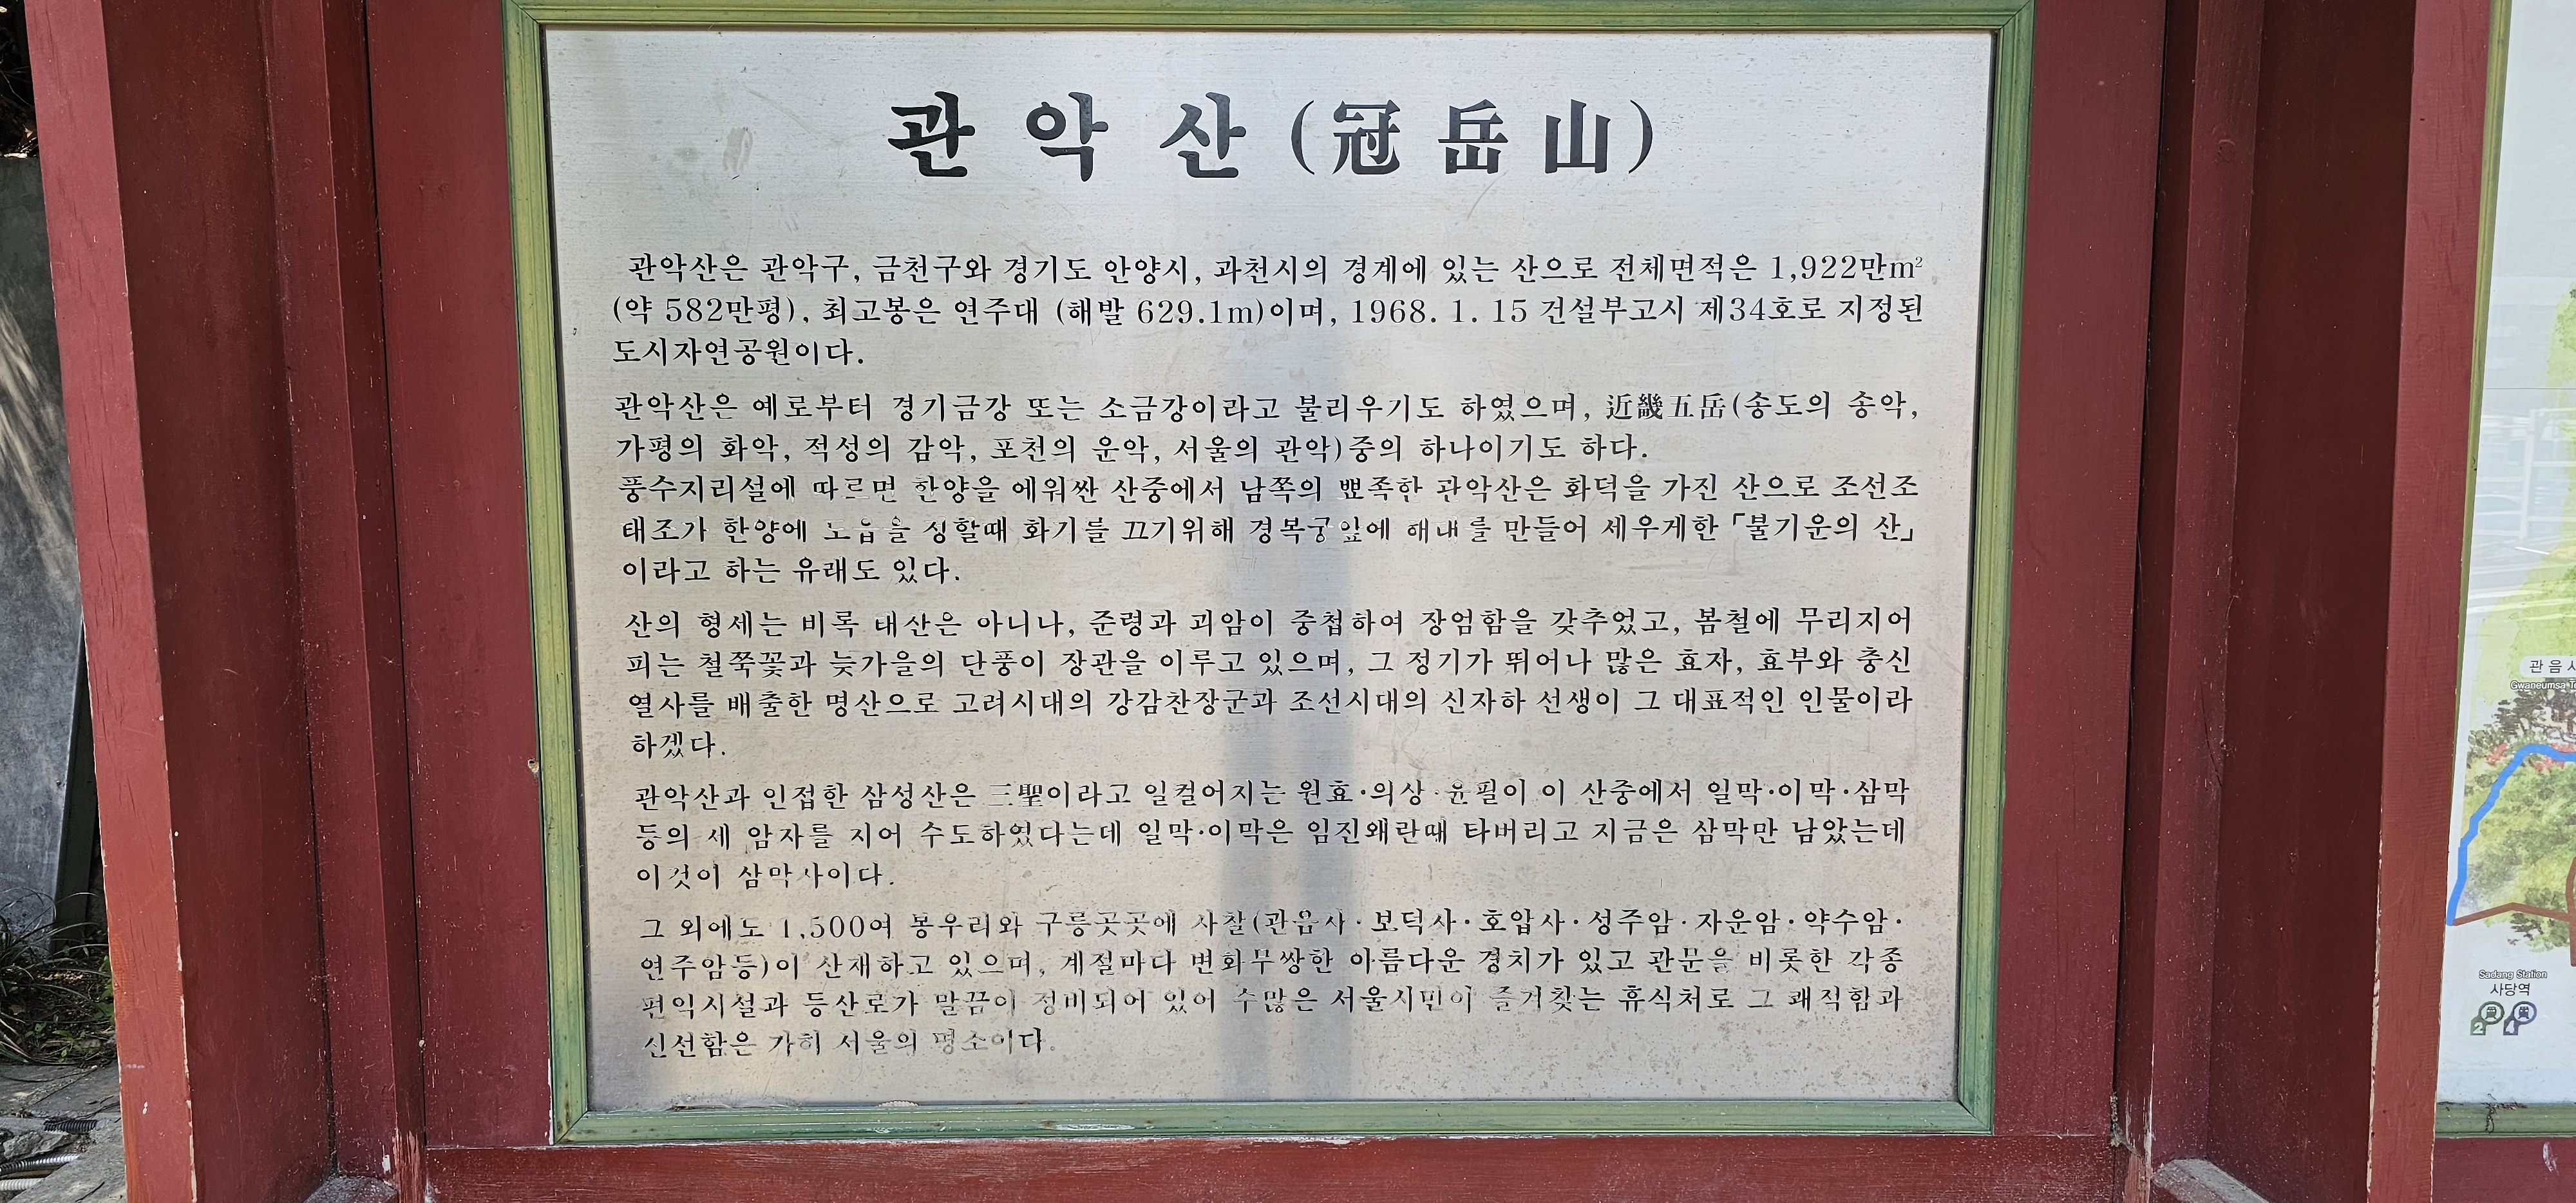 관악산(冠岳山)
관악산은 관악구, 금천구와 경기도 안양시, 과천시의 경계에 있는 산으로 전체면적은 1,922만m²
(약 582만평), 최고봉은 연주대 (해발 629.1m)이며, 1968. 1. 15 건설부고시 제34호로 지정된
도시자연공원이다.
관악산은 예로부터 경기금강 또는 소금강이라고 불리우기도 하였으며, 近畿五岳(송도의 송악,
가평의 화악, 적성의 감악, 포천의 운악, 서울의 관악)중의 하나이기도 하다.
풍수지리설에 따르면 한양을 에워싼 산중에서 남쪽의 뾰족한 관악산은 화덕을 가진 산으로 조선조
태조가 한양에 도읍을 정할때 화기를 끄기위해 경복궁앞에 해태를 만들어 세우게한 「불기운의 산」
이라고 하는 유래도 있다.
산의 형세는 비록 태산은 아니나, 준령과 괴암이 중첩하여 장엄함을 갖추었고, 봄철에 무리지어
피는 철쭉꽃과 늦가을의 단풍이 장관을 이루고 있으며, 그 정기가 뛰어나 많은 효자, 효부와 충신
열사를 배출한 명산으로 고려시대의 강감찬장군과 조선시대의 신자하 선생이 그 대표적인 인물이라
하겠다.
관악산과 인접한 삼성산은 三聖이라고 일컬어지는 원효·의상·윤필이 이 산중에서 일막·이막·삼막
등의 세 암자를 지어 수도하였다는데 일막·이막은 임진왜란때 타버리고 지금은 삼막만 남았는데
이것이 삼막사이다.
그 외에도 1,500여 봉우리와 구릉곳곳에 사찰(관음사·보덕사·호압사·성주암·자운암·약수암·
연주암등)이 산재하고 있으며, 계절마다 변화무쌍한 아름다운 경치가 있고 관문을 비롯한 각종
편익시설과 등산로가 말끔이 정비되어 있어 수많은 서울시민이 즐겨찾는 휴식처로 그 쾌적함과
신선함은 가히 서울의 명소이다.
관음사
Gwaneumsa
Sadang Station
사당역
2 4